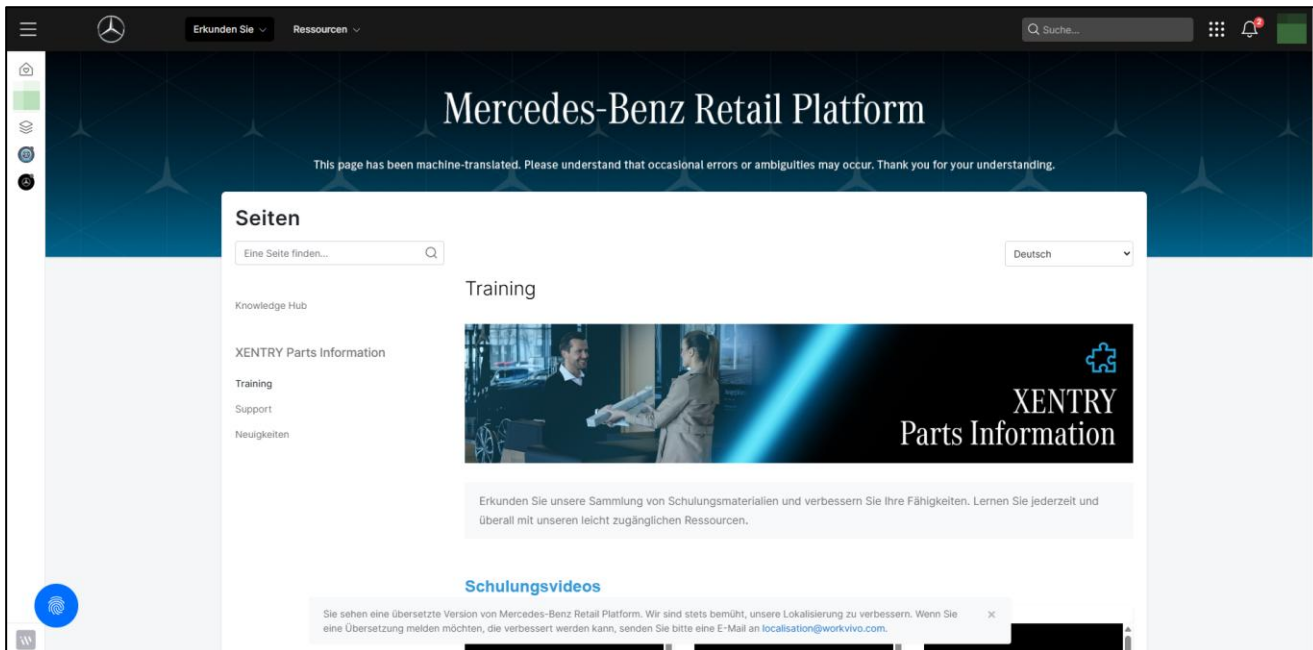 Erkunden Sie
Ressourcen
Suche...
2
Mercedes-Benz Retail Platform
This page has been machine-translated. Please understand that occasional errors or ambiguities may occur. Thank you for your understanding.
Seiten
Eine Seite finden...
Deutsch
Knowledge Hub
XENTRY Parts Information
Training
Support
Neuigkeiten
Training
XENTRY
Parts Information
Erkunden Sie unsere Sammlung von Schulungsmaterialien und verbessern Sie Ihre Fähigkeiten. Lernen Sie jederzeit und
überall mit unseren leicht zugänglichen Ressourcen.
Schulungsvideos
Sie sehen eine übersetzte Version von Mercedes-Benz Retail Platform. Wir sind stets bemüht, unsere Lokalisierung zu verbessern. Wenn Sie
eine Übersetzung melden möchten, die verbessert werden kann, senden Sie bitte eine E-Mail an localisation@workvivo.com.